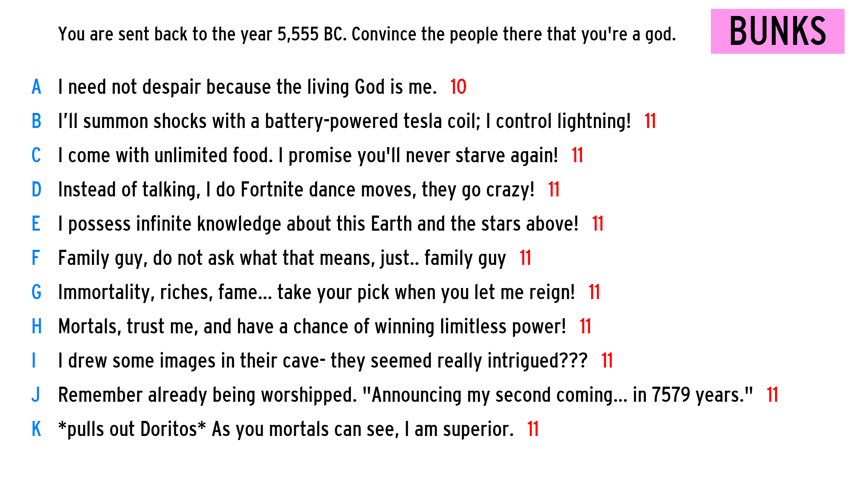 You are sent back to the year 5,555 BC. Convince the people there that you're a god.
BUNKS
A I need not despair because the living God is me. 10
B I'll summon shocks with a battery-powered tesla coil; I control lightning! 11
C I come with unlimited food. I promise you'll never starve again! 11
D Instead of talking, I do Fortnite dance moves, they go crazy! 11
E I possess infinite knowledge about this Earth and the stars above! 11
F Family guy, do not ask what that means, just.. family guy 11
G Immortality, riches, fame... take your pick when you let me reign! 11
H Mortals, trust me, and have a chance of winning limitless power! 11
I I drew some images in their cave- they seemed really intrigued??? 11
J Remember already being worshipped. "Announcing my second coming... in 7579 years." 11
K *pulls out Doritos* As you mortals can see, I am superior. 11